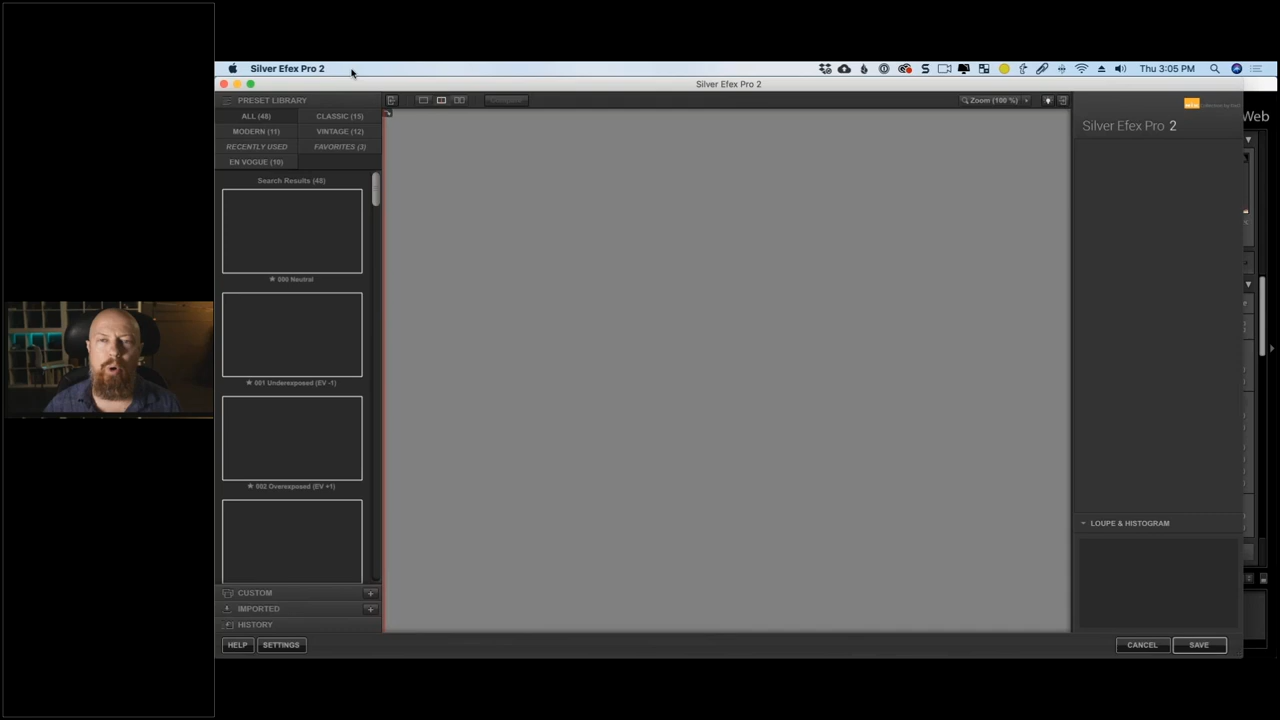 Silver Efex Pro 2
Thu 3:05 PM
Silver Efex Pro 2
PRESET LIBRARY
Zoom (100 %)
ALL (48)
CLASSIC (15)
MODERN (11)
VINTAGE (12)
RECENTLY USED
FAVORITES (3)
EN VOGUE (10)
Search Results (48)
★ 000 Neutral
★ 001 Underexposed (EV -1)
★ 002 Overexposed (EV +1)
CUSTOM
IMPORTED
HISTORY
HELP
SETTINGS
Web
Silver Efex Pro 2
LOUPE & HISTOGRAM
CANCEL
SAVE